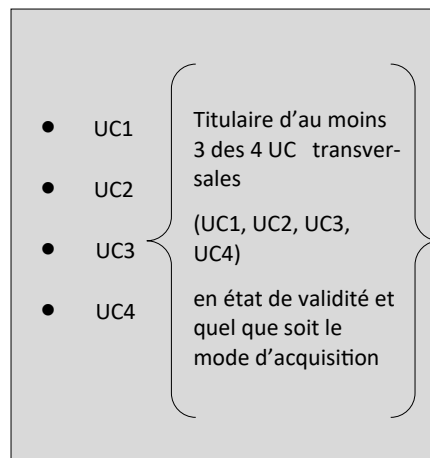 • UC1
• UC2
• UC3
• UC4
Titulaire d'au moins
3 des 4 UC transver-
sales
(UC1, UC2, UC3,
UC4)
en état de validité et
quel que soit le
mode d'acquisition